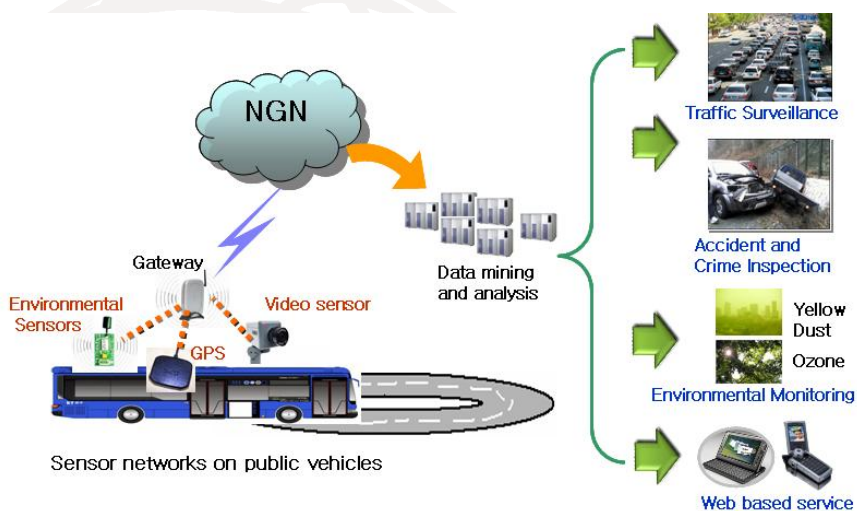 NGN
Gateway
Environmental
Sensors
Video sensor
GPS
Sensor networks on public vehicles
Data mining
and analysis
Traffic Surveillance
Accident and
Crime Inspection
Yellow
Dust
Ozone
Environmental Monitoring
Web based service